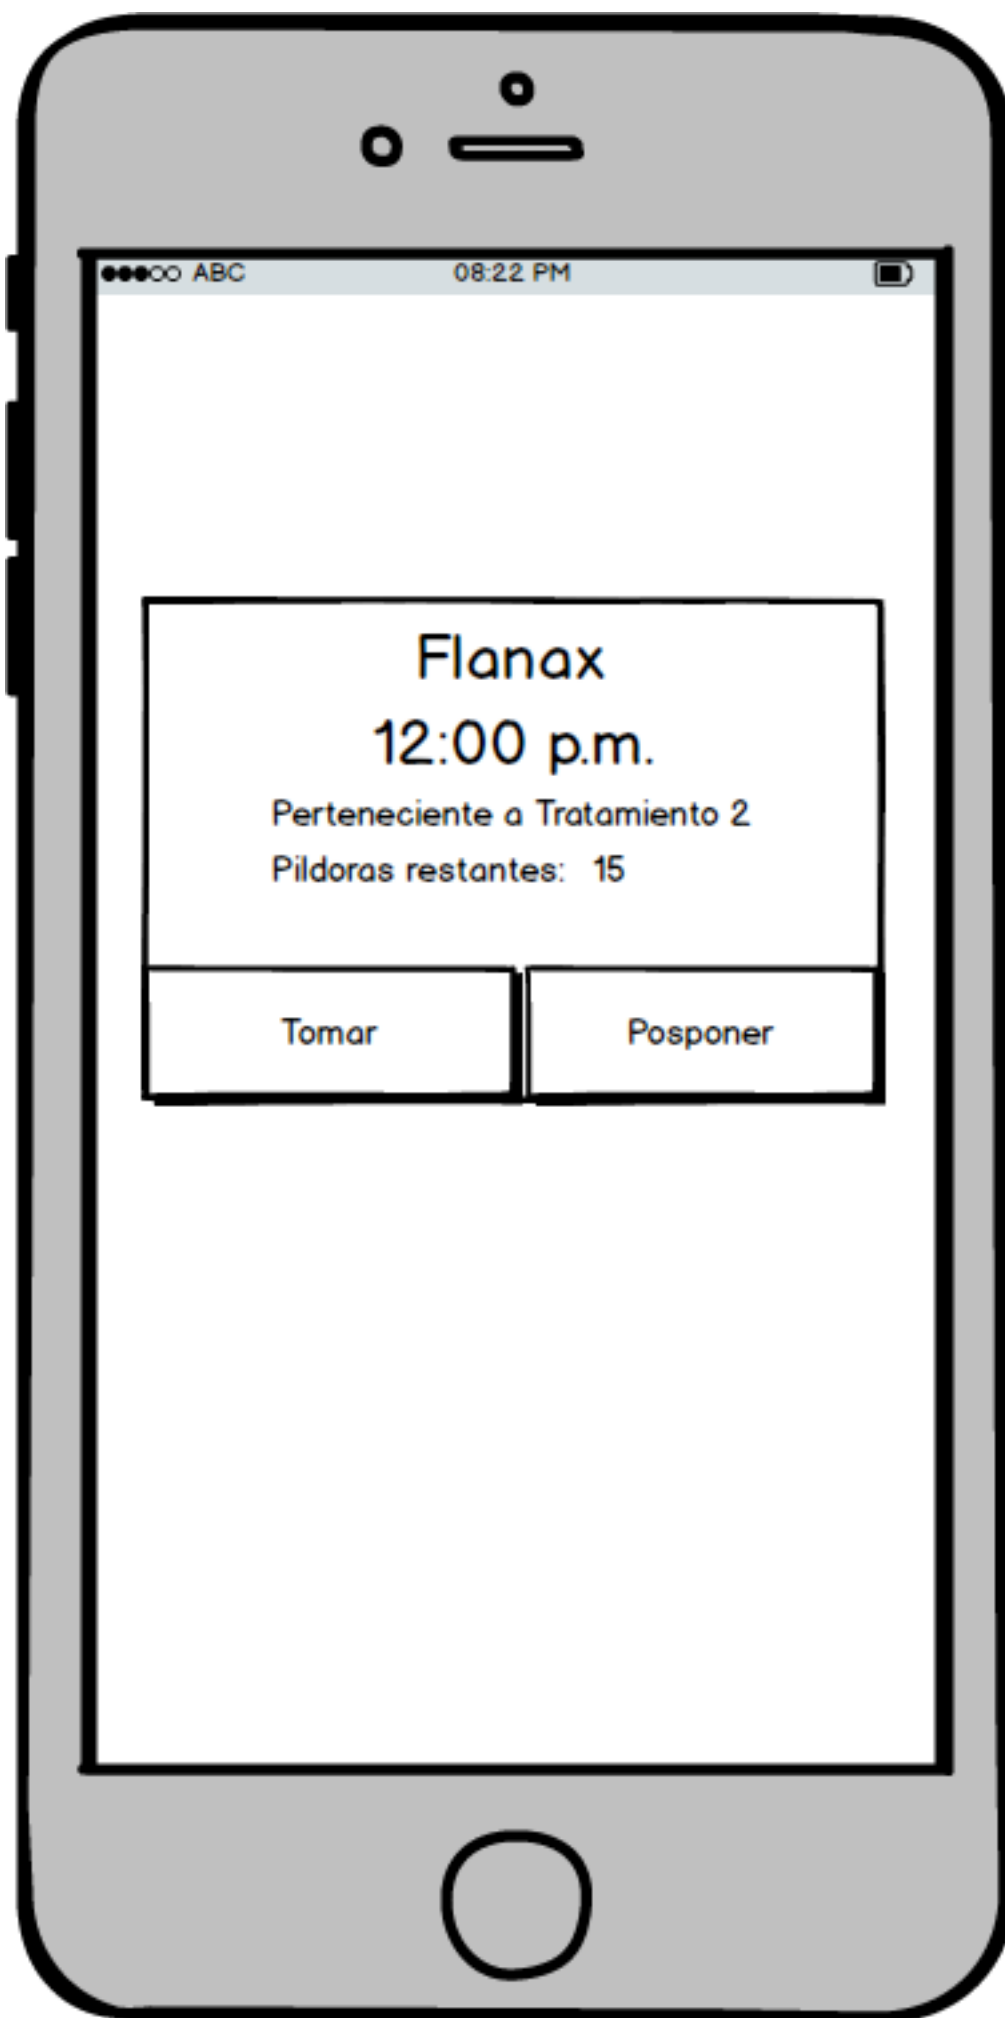 ABC 08:22 PM
Flanax
12:00 p.m.
Perteneciente a Tratamiento 2
Pildoras restantes: 15
Tomar Posponer